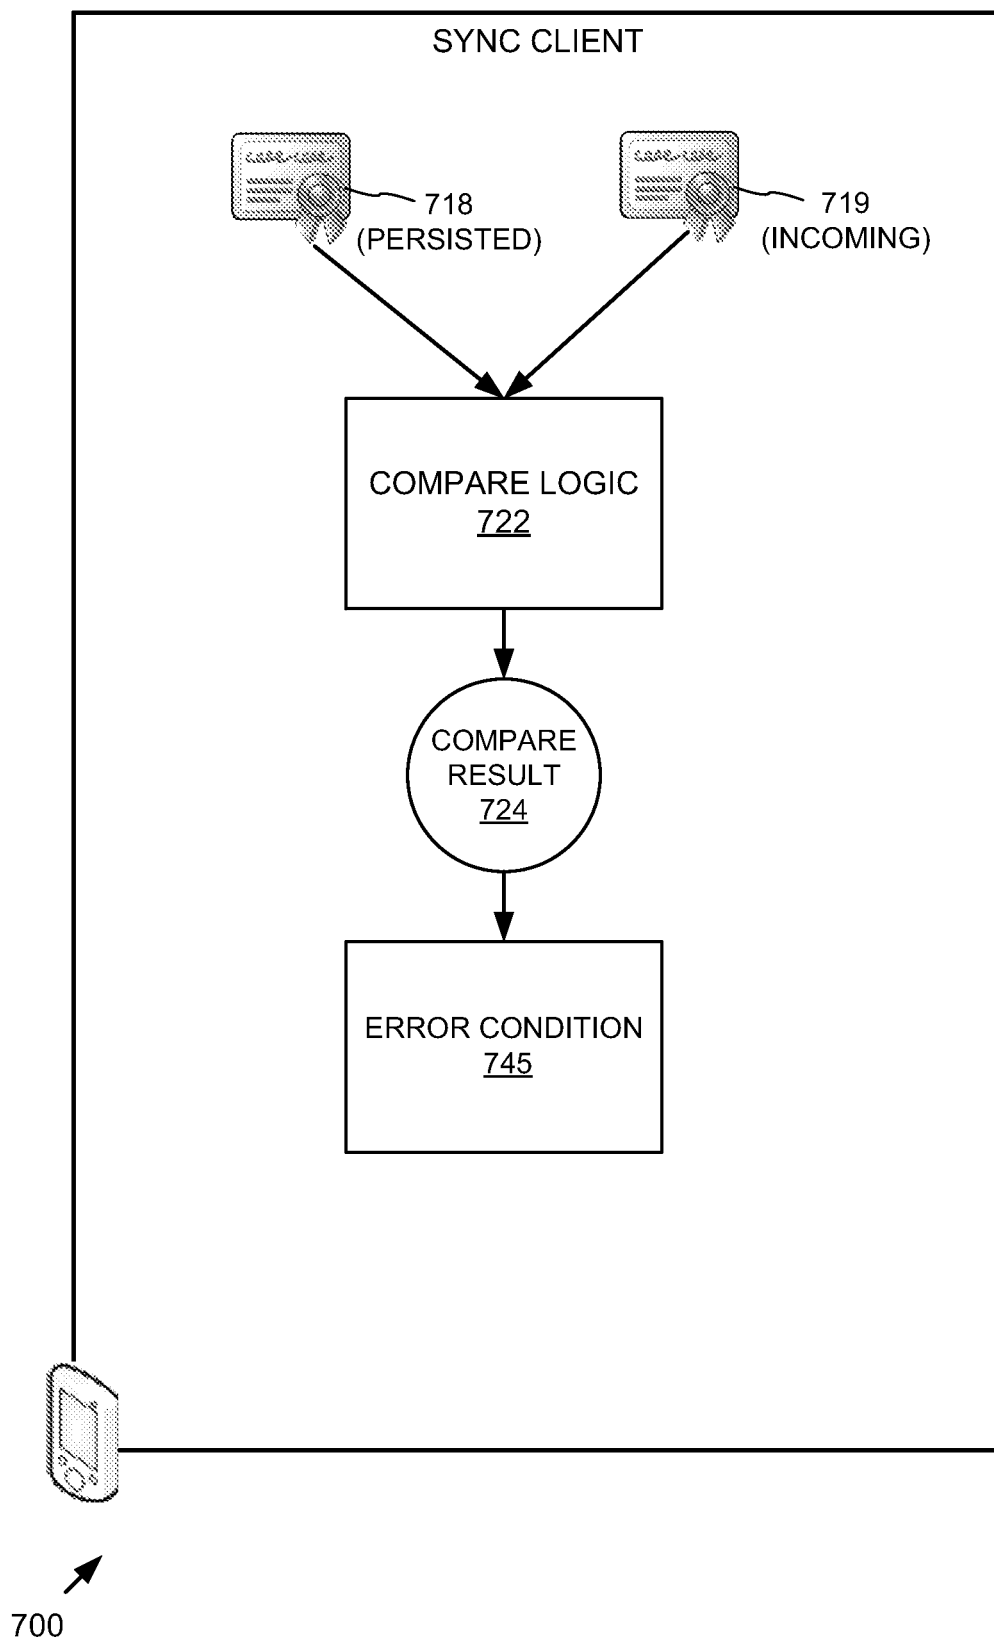 SYNC CLIENT
718
(PERSISTED)
719
(INCOMING)
COMPARE LOGIC
722
COMPARE
RESULT
724
ERROR CONDITION
745
700